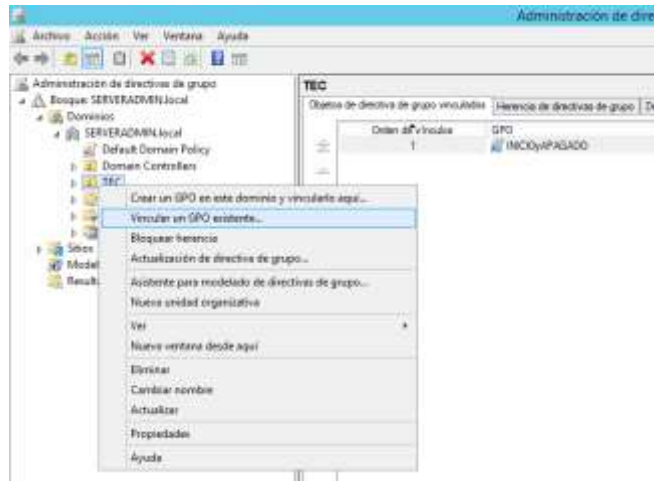 Administración de dire
Archivo Acción Ver Ventana Ayuda
Administración de directivas de grupo
Bosque: SERVERADMIN.local
Dominios
SERVERADMIN.local
Default Domain Policy
Domain Controllers
TEC
Sitios
Model
Result
TEC
Objetos de directiva de grupo vinculados Herencia de directivas de grupo De
Orden de vínculos GPO
1 INICIOyAPAGADO
Crear un GPO en este dominio y vincularlo aquí...
Vincular un GPO existente...
Bloquear herencia
Actualización de directiva de grupo...
Asistente para modelado de directivas de grupo...
Nueva unidad organizativa
Ver
Nueva ventana desde aquí
Eliminar
Cambiar nombre
Actualizar
Propiedades
Ayuda